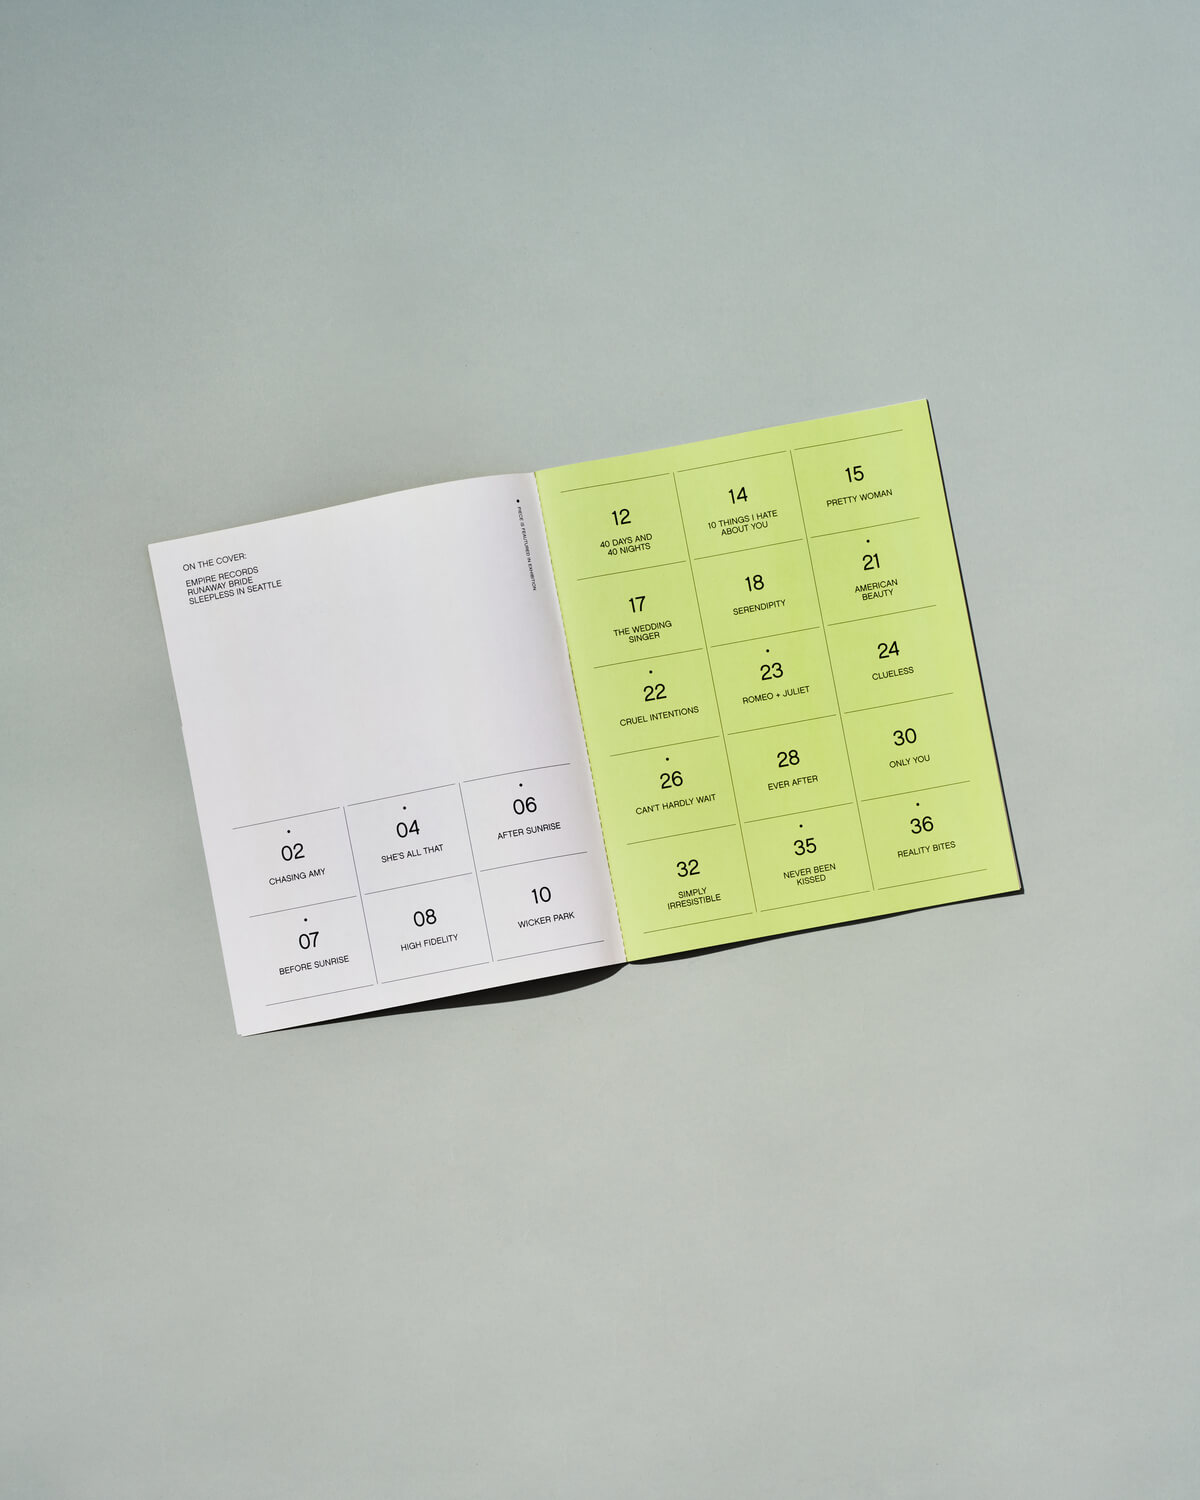 ON THE COVER:
EMPIRE RECORDS
RUNAWAY BRIDE
SLEEPLESS IN SEATTLE
• PIECE IS FEAUTURED IN EXHIBITION
•
02
CHASING AMY
•
04
SHE'S ALL THAT
•
06
AFTER SUNRISE
•
07
BEFORE SUNRISE
08
HIGH FIDELITY
10
WICKER PARK
12
40 DAYS AND
40 NIGHTS
14
10 THINGS I HATE
ABOUT YOU
15
PRETTY WOMAN
17
THE WEDDING
SINGER
18
SERENDIPITY
•
21
AMERICAN
BEAUTY
•
22
CRUEL INTENTIONS
•
23
ROMEO + JULIET
24
CLUELESS
•
26
CAN'T HARDLY WAIT
28
EVER AFTER
30
ONLY YOU
32
SIMPLY
IRRESISTIBLE
•
35
NEVER BEEN
KISSED
•
36
REALITY BITES